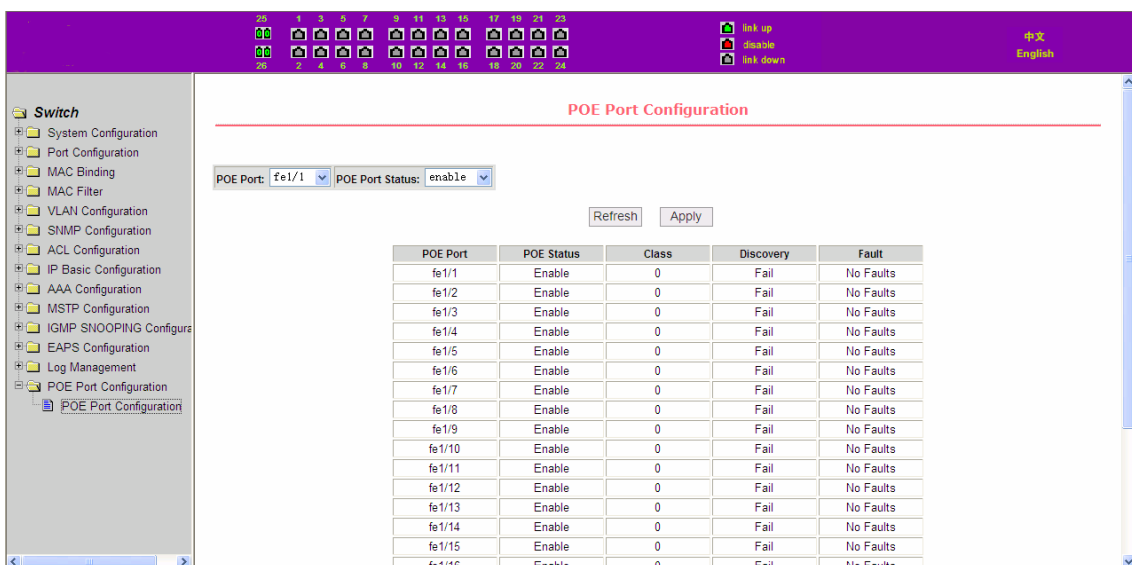 25 1 3 5 7 9 11 13 15 17 19 21 23
26 2 4 6 8 10 12 14 16 18 20 22 24
link up
disable
link down
中文
English
Switch
System Configuration
Port Configuration
MAC Binding
MAC Filter
VLAN Configuration
SNMP Configuration
ACL Configuration
IP Basic Configuration
AAA Configuration
MSTP Configuration
IGMP SNOOPING Configura
EAPS Configuration
Log Management
POE Port Configuration
POE Port Configuration
POE Port Configuration
POE Port: fe1/1 POE Port Status: enable
Refresh Apply
POE Port POE Status Class Discovery Fault
fe1/1 Enable 0 Fail No Faults
fe1/2 Enable 0 Fail No Faults
fe1/3 Enable 0 Fail No Faults
fe1/4 Enable 0 Fail No Faults
fe1/5 Enable 0 Fail No Faults
fe1/6 Enable 0 Fail No Faults
fe1/7 Enable 0 Fail No Faults
fe1/8 Enable 0 Fail No Faults
fe1/9 Enable 0 Fail No Faults
fe1/10 Enable 0 Fail No Faults
fe1/11 Enable 0 Fail No Faults
fe1/12 Enable 0 Fail No Faults
fe1/13 Enable 0 Fail No Faults
fe1/14 Enable 0 Fail No Faults
fe1/15 Enable 0 Fail No Faults
fe1/16 Enable 0 Fail No Faults